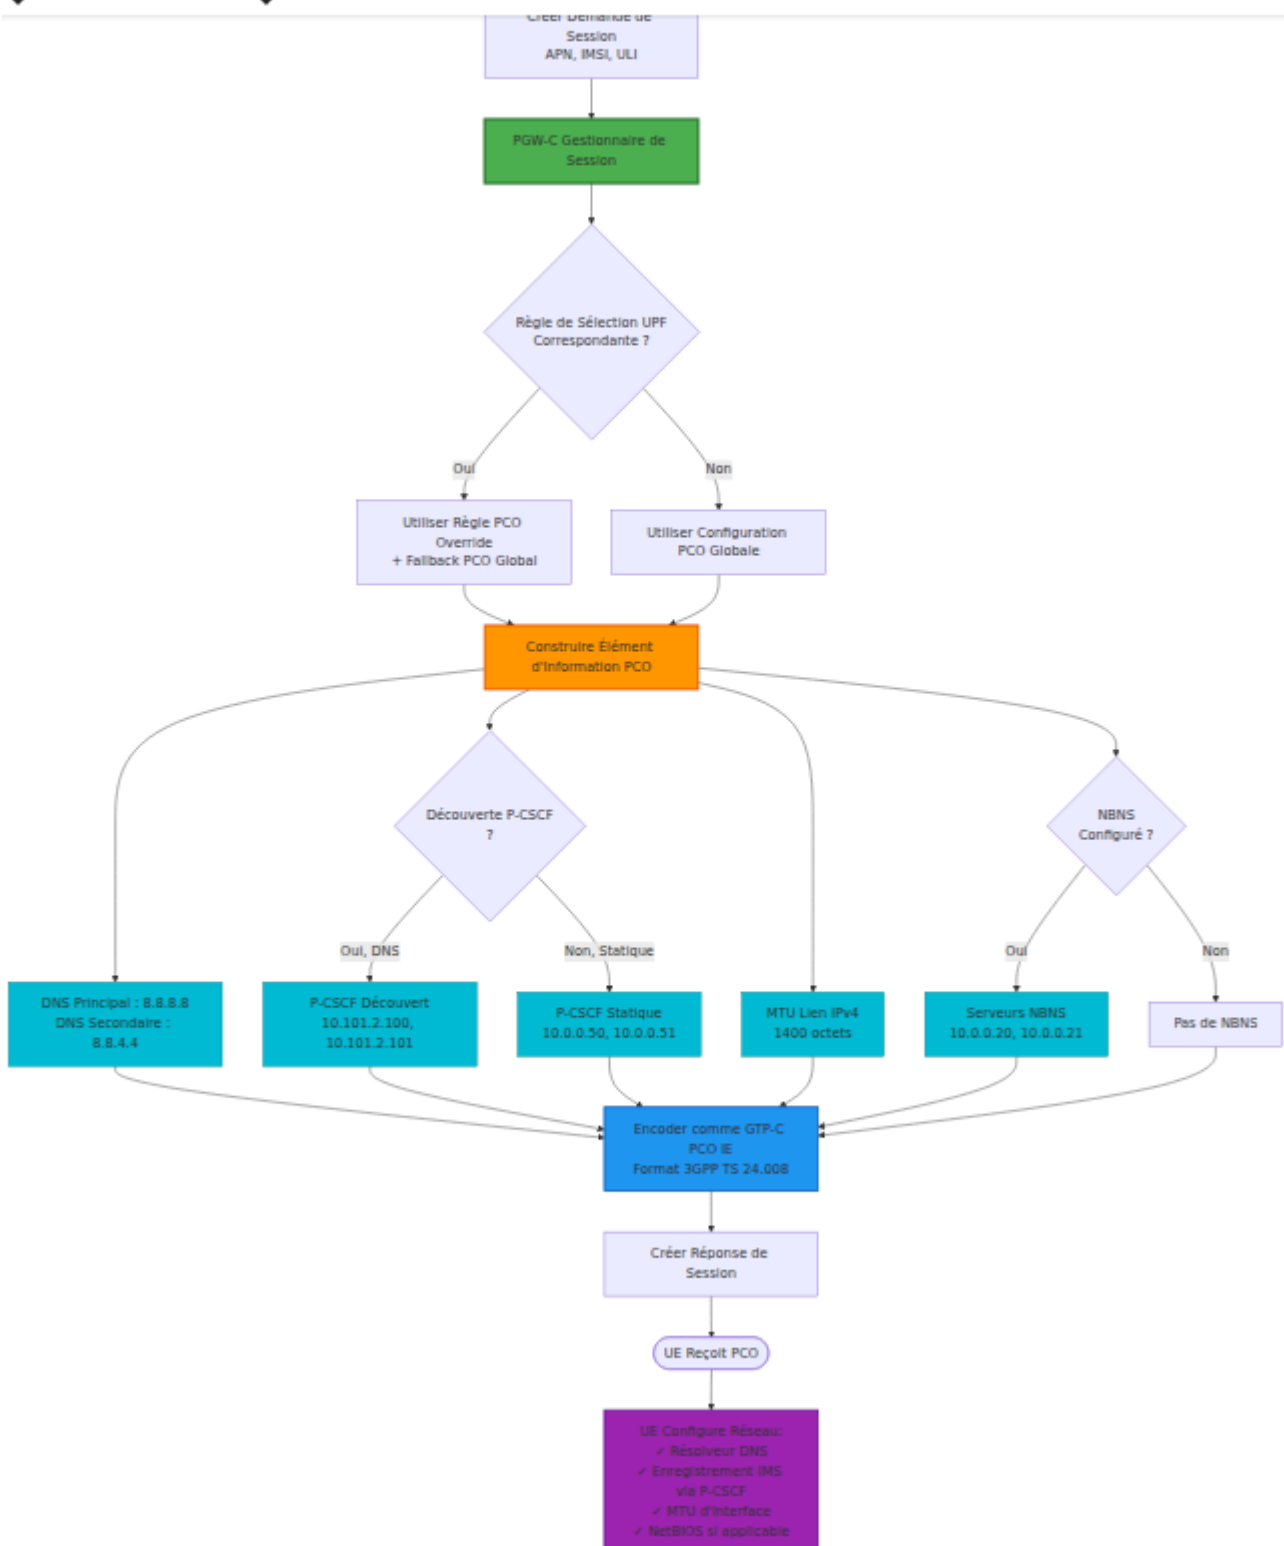 Créer Demande de
Session
APN, IMSI, ULI
PGW-C Gestionnaire de
Session
Règle de Sélection UPF
Correspondante ?
Oui
Non
Utiliser Règle PCO
Override
+ Fallback PCO Global
Utiliser Configuration
PCO Globale
Construire Élément
d'Information PCO
Découverte P-CSCF
?
NBNS
Configuré ?
Oui, DNS
Non, Statique
Oui
Non
DNS Principal : 8.8.8.8
DNS Secondaire :
8.8.4.4
P-CSCF Découvert
10.101.2.100,
10.101.2.101
P-CSCF Statique
10.0.0.50, 10.0.0.51
MTU Lien IPv4
1400 octets
Serveurs NBNS
10.0.0.20, 10.0.0.21
Pas de NBNS
Encoder comme GTP-C
PCO IE
Format 3GPP TS 24.008
Créer Réponse de
Session
UE Reçoit PCO
UE Configure Réseau:
✓ Résolveur DNS
✓ Enregistrement IMS
via P-CSCF
✓ MTU d'interface
✓ NetBIOS si applicable